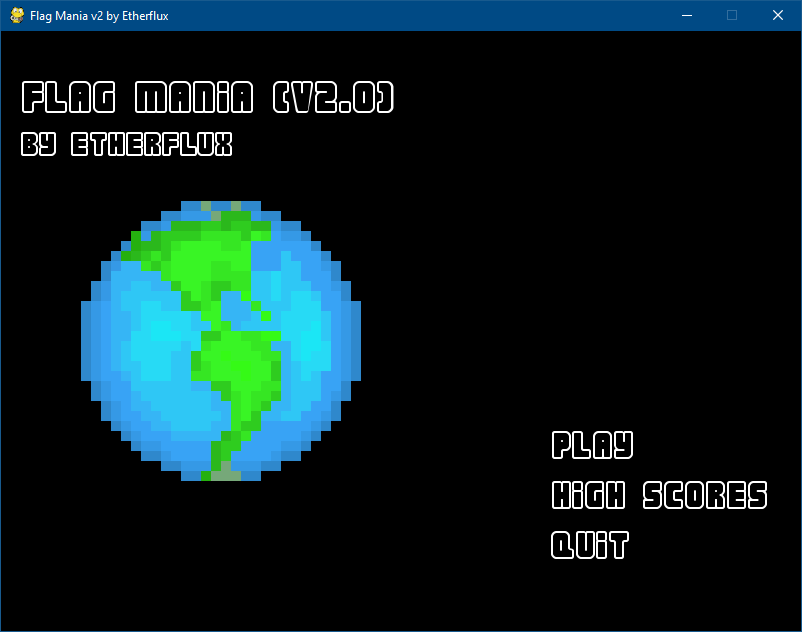 Flag Mania v2 by Etherflux
FLAG MANiA (V2.0)
BY ETHERFLUX
PLAY
HiGH SCORES
QUiT